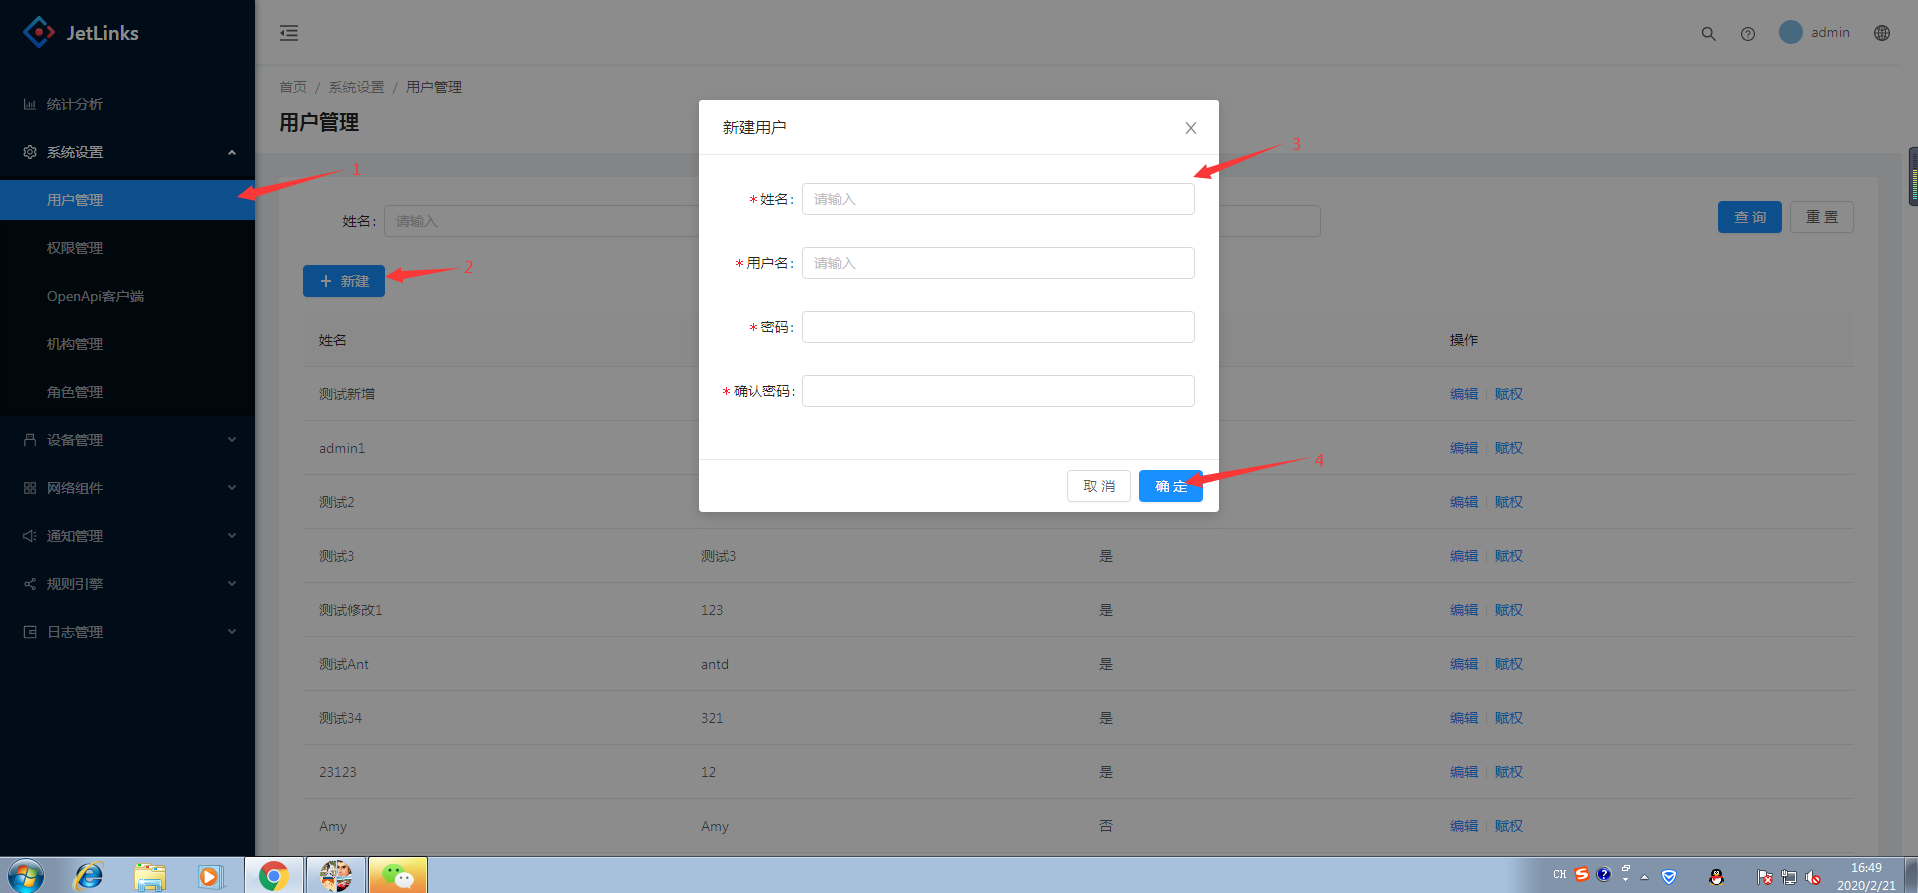 JetLinks
admin
首页 / 系统设置 / 用户管理
用户管理
统计分析
系统设置
用户管理
权限管理
OpenApi客户端
机构管理
角色管理
设备管理
网络组件
通知管理
规则引擎
日志管理
1
姓名: 请输入
查 询
重 置
+ 新建
2
姓名
操作
测试新增
编辑 赋权
admin1
编辑 赋权
测试2
编辑 赋权
测试3 测试3 是 编辑 赋权
测试修改1 123 是 编辑 赋权
测试Ant antd 是 编辑 赋权
测试34 321 是 编辑 赋权
23123 12 是 编辑 赋权
Amy Amy 否 编辑 赋权
新建用户
3
* 姓名: 请输入
* 用户名: 请输入
* 密码:
* 确认密码:
取 消
确 定
4
CH
16:49
2020/2/21